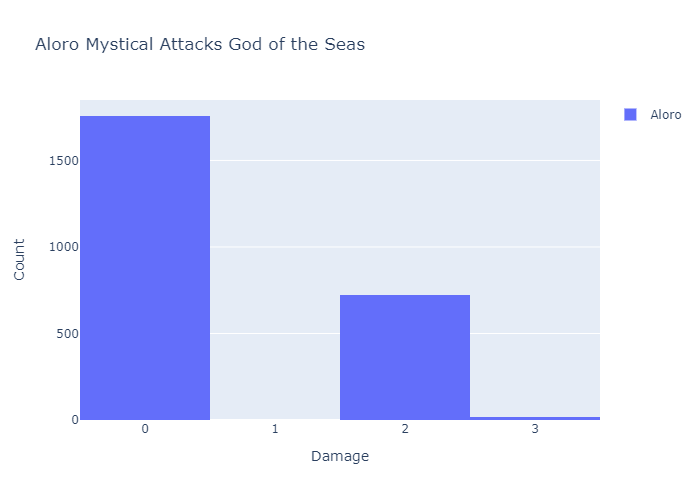 Aloro Mystical Attacks God of the Seas
Aloro
1500
1000
500
0
Count
0 1 2 3
Damage